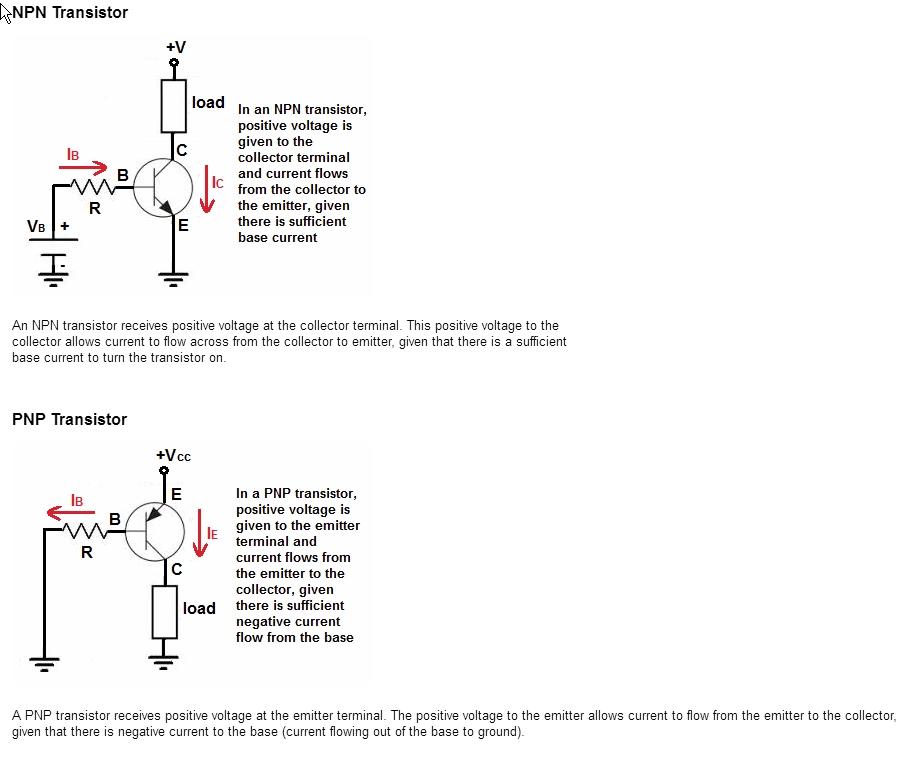 NPN Transistor
+V
load
In an NPN transistor,
positive voltage is
given to the
collector terminal
and current flows
from the collector to
the emitter, given
there is sufficient
base current
C
IB
B
IC
R
E
VB +
-
An NPN transistor receives positive voltage at the collector terminal. This positive voltage to the
collector allows current to flow across from the collector to emitter, given that there is a sufficient
base current to turn the transistor on.
PNP Transistor
+Vcc
E
In a PNP transistor,
positive voltage is
given to the emitter
terminal and
current flows from
the emitter to the
collector, given
there is sufficient
negative current
flow from the base
IB
B
IE
R
C
load
A PNP transistor receives positive voltage at the emitter terminal. The positive voltage to the emitter allows current to flow from the emitter to the collector,
given that there is negative current to the base (current flowing out of the base to ground).